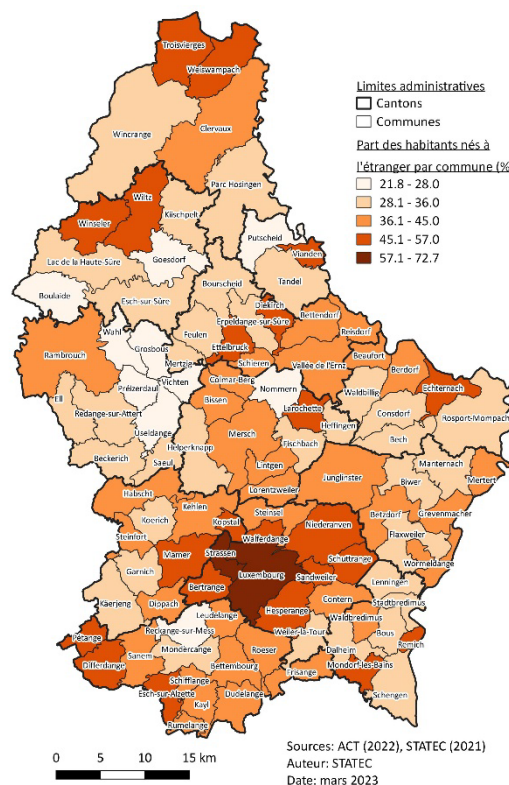 Troisvierges
Weiswampach
Limites administratives
Cantons
Communes
Clervaux
Wincrange
Part des habitants nés à
l'étranger par commune (%
21.8 - 28.0
28.1 - 36.0
36.1 - 45.0
45.1 - 57.0
57.1 - 72.7
Parc Hosingen
Wiltz
Kiischpelt
Winseler
Putscheid
Goesdorf
Vianden
Lac de la Haute-Sûre
Tandel
Bourscheid
Boulaide
Esch-sur-Sûre
Diekirch
Erpeldange-sur-Sûre
Bettendorf
Reisdorf
Wahl
Feulen
Ettelbruck
Grosbous
Beaufort
Rambrouch
Mertzig
Schieren
Vallée de l'Ernz
Berdorf
Vichten
Colmar-Berg
Nommern
Waldbillig
Echternach
Préizerdaul
Bissen
Ell
Larochette
Consdorf
Rosport-Mompach
Redange-sur-Attert
Useldange
Mersch
Heffingen
Fischbach
Helperknapp
Bech
Beckerich
Saeul
Lintgen
Manternach
Junglinster
Biwer
Mertert
Lorentzweiler
Habscht
Kehlen
Steinsel
Betzdorf
Grevenmacher
Koerich
Kopstal
Niederanven
Steinfort
Walferdange
Flaxweiler
Mamer
Strassen
Schuttrange
Wormeldange
Garnich
Luxembourg
Sandweiler
Lenningen
Bertrange
Stadtbredimus
Käerjeng
Dippach
Hesperange
Contern
Leudelange
Waldbredimus
Reckange-sur-Mess
Weiler-la-Tour
Bous
Pétange
Mondercange
Roeser
Dalheim
Remich
Sanem
Differdange
Bettembourg
Mondorf-les-Bains
Schifflange
Frisange
Esch-sur-Alzette
Dudelange
Schengen
Kayl
Rumelange
0 5 10 15 km
Sources: ACT (2022), STATEC (2021)
Auteur: STATEC
Date: mars 2023